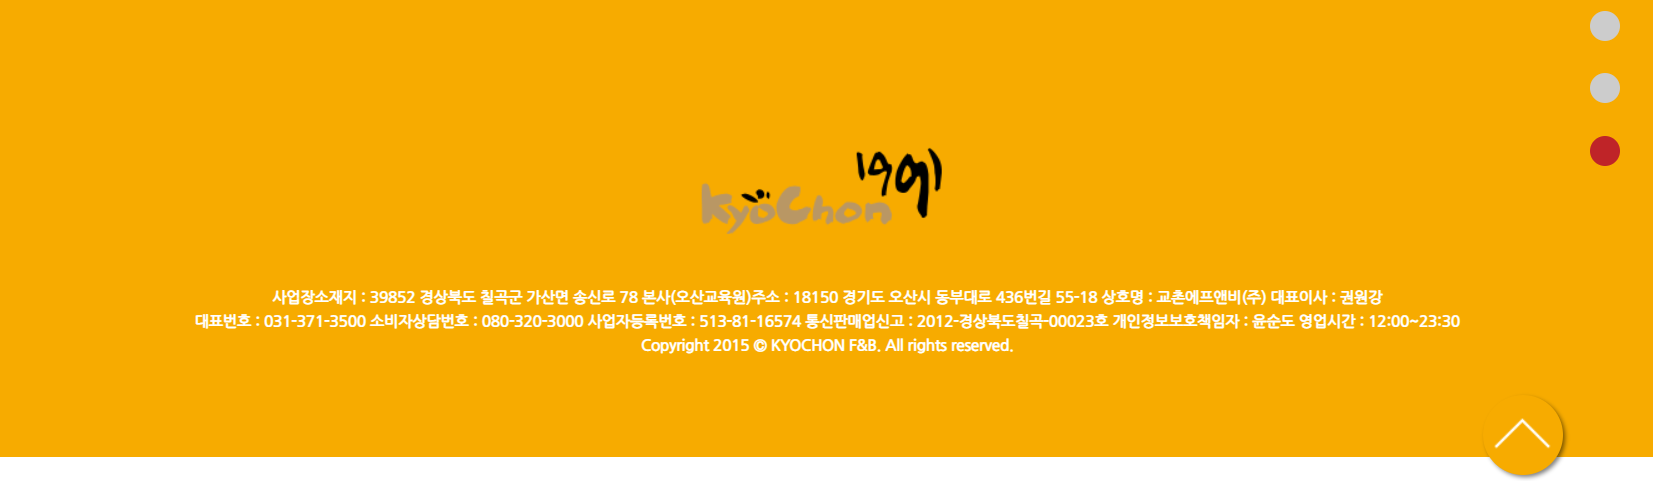 kyochon
사업장소재지 : 39852 경상북도 칠곡군 가산면 송신로 78 본사(오산교육원)주소 : 18150 경기도 오산시 동부대로 436번길 55-18 상호명 : 교촌에프앤비(주) 대표이사 : 권원강
대표번호 : 031-371-3500 소비자상담번호 : 080-320-3000 사업자등록번호 : 513-81-16574 통신판매업신고 : 2012-경상북도칠곡-00023호 개인정보보호책임자 : 윤순도 영업시간 : 12:00~23:30
Copyright 2015 © KYOCHON F&B. All rights reserved.